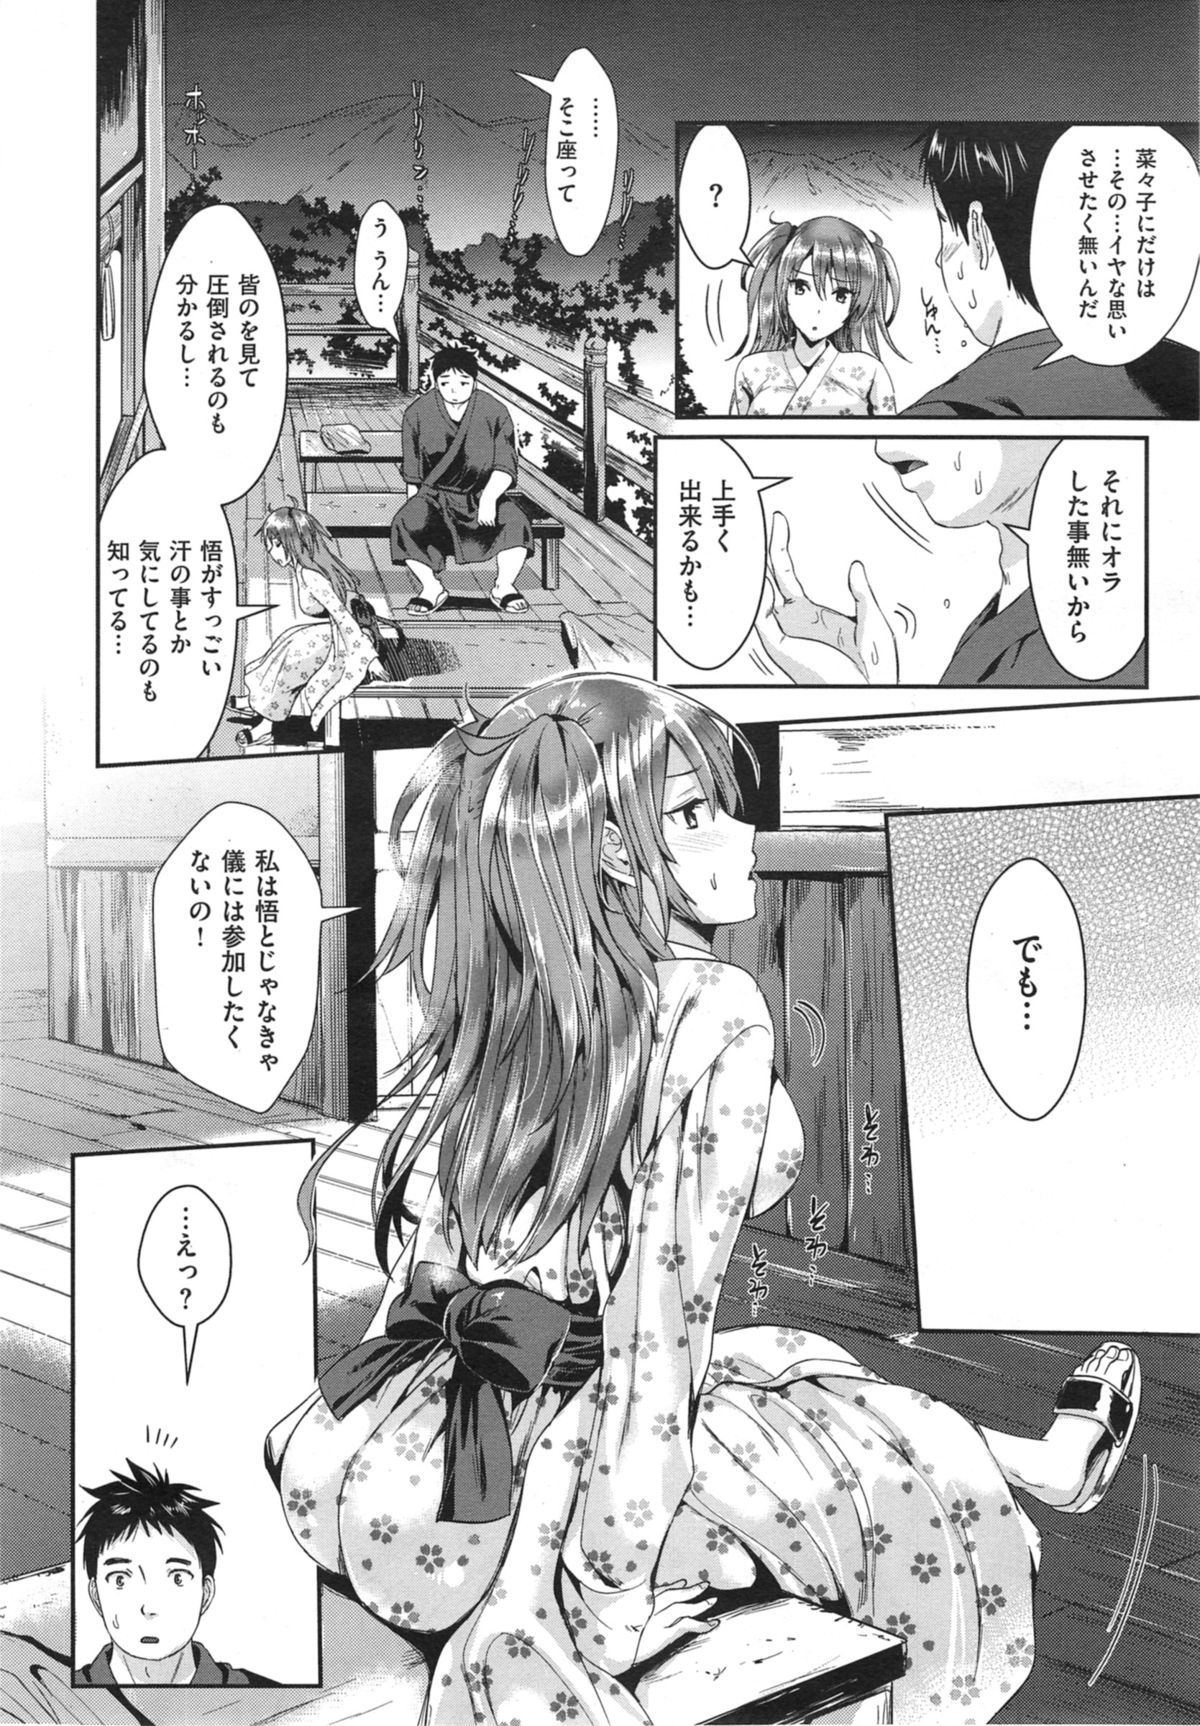 菜々子にだけは
…その…イヤな思い
させたく無いんだ
？
しゅん…
それにオラ
した事無いから
上手く
出来るかも…
……
そこ座って
う うん…
リリリン…
リリリン…
ホッ
ホー
皆のを見て
圧倒されるのも
分かるし…
悟がすっごい
汗の事とか
気にしてるのも
知ってる…
でも…
私は悟とじゃなきゃ
儀には参加したく
ないの！
そわ…
そわ…
そわ…
…えっ？